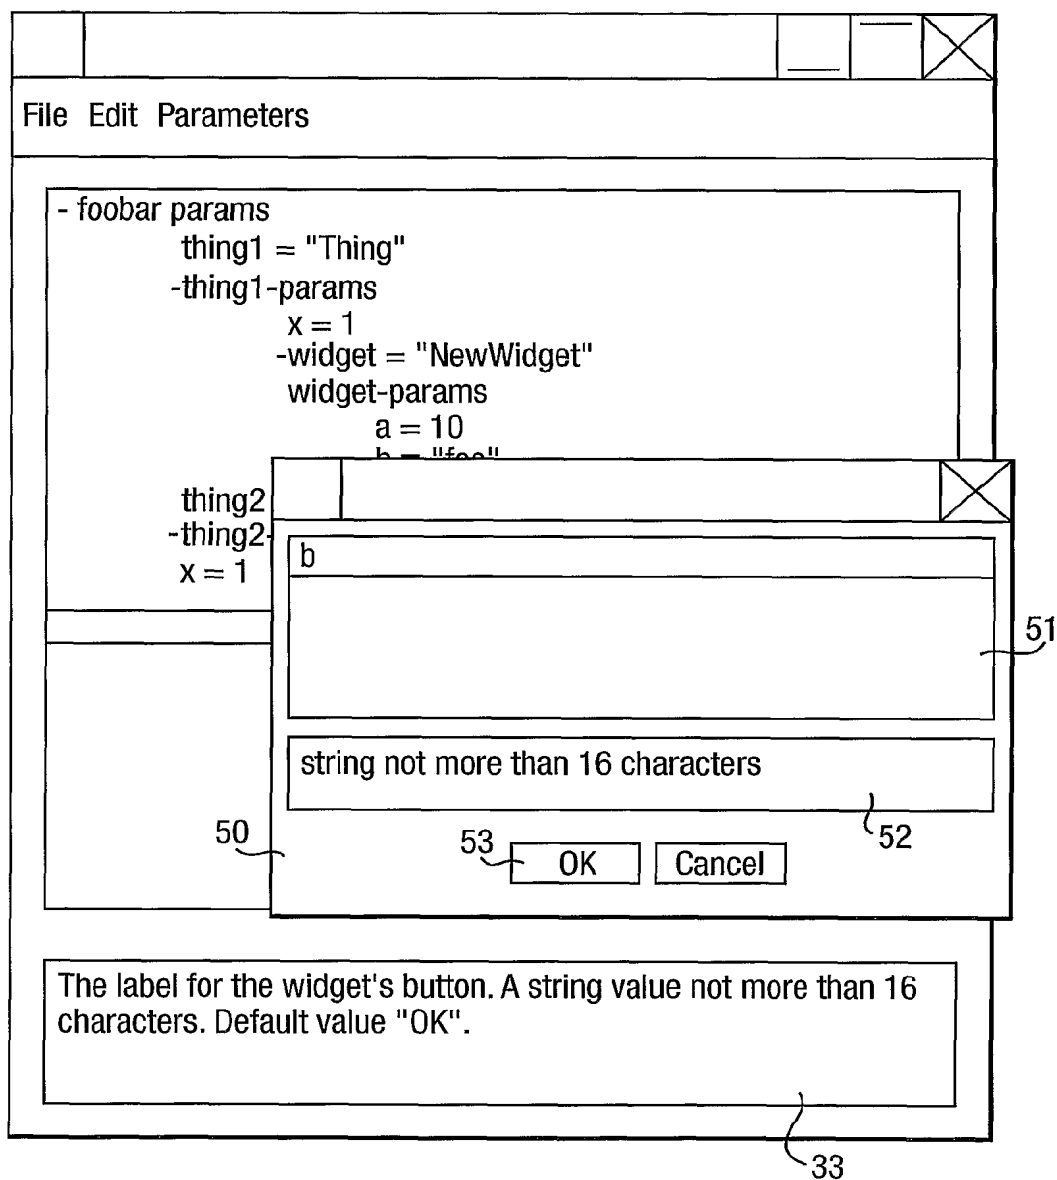 File Edit Parameters
- foobar params
thing1 = "Thing"
-thing1-params
x = 1
-widget = "NewWidget"
widget-params
a = 10
b = "foo"
thing2
-thing2-
x = 1
b
51
string not more than 16 characters
52
50
53
OK
Cancel
The label for the widget's button. A string value not more than 16
characters. Default value "OK".
33